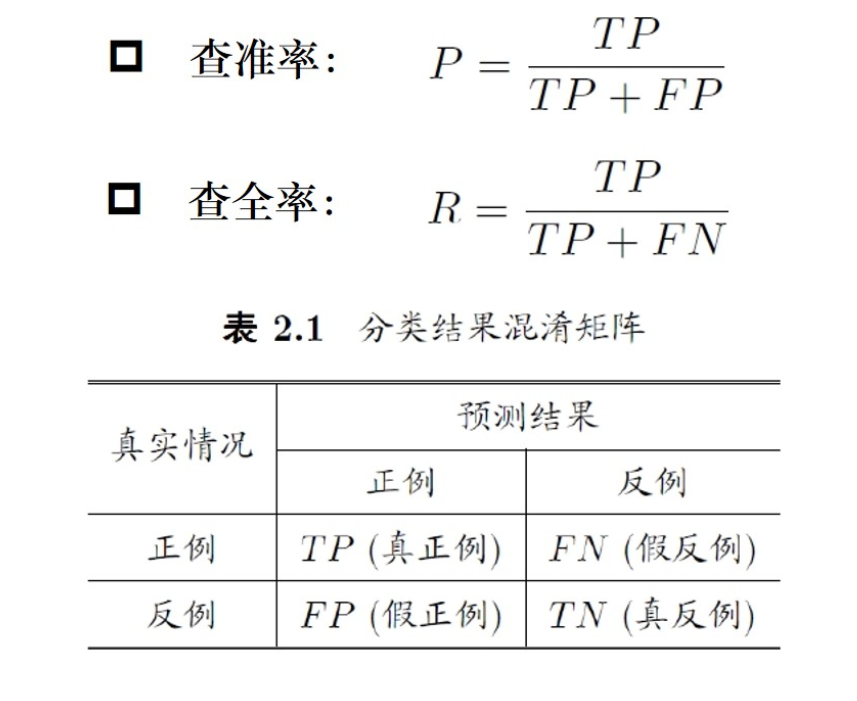 查准率: P = TP / (TP + FP)
查全率: R = TP / (TP + FN)
表 2.1 分类结果混淆矩阵
真实情况 预测结果
正例 反例
正例 TP (真正例) FN (假反例)
反例 FP (假正例) TN (真反例)